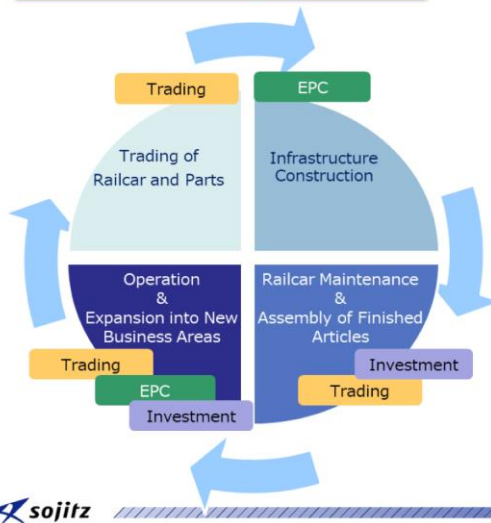 Trading
EPC
Trading of
Railcar and Parts
Infrastructure
Construction
Operation
&
Expansion into New
Business Areas
Trading
EPC
Investment
Railcar Maintenance
&
Assembly of Finished
Articles
Investment
Trading
sojitz